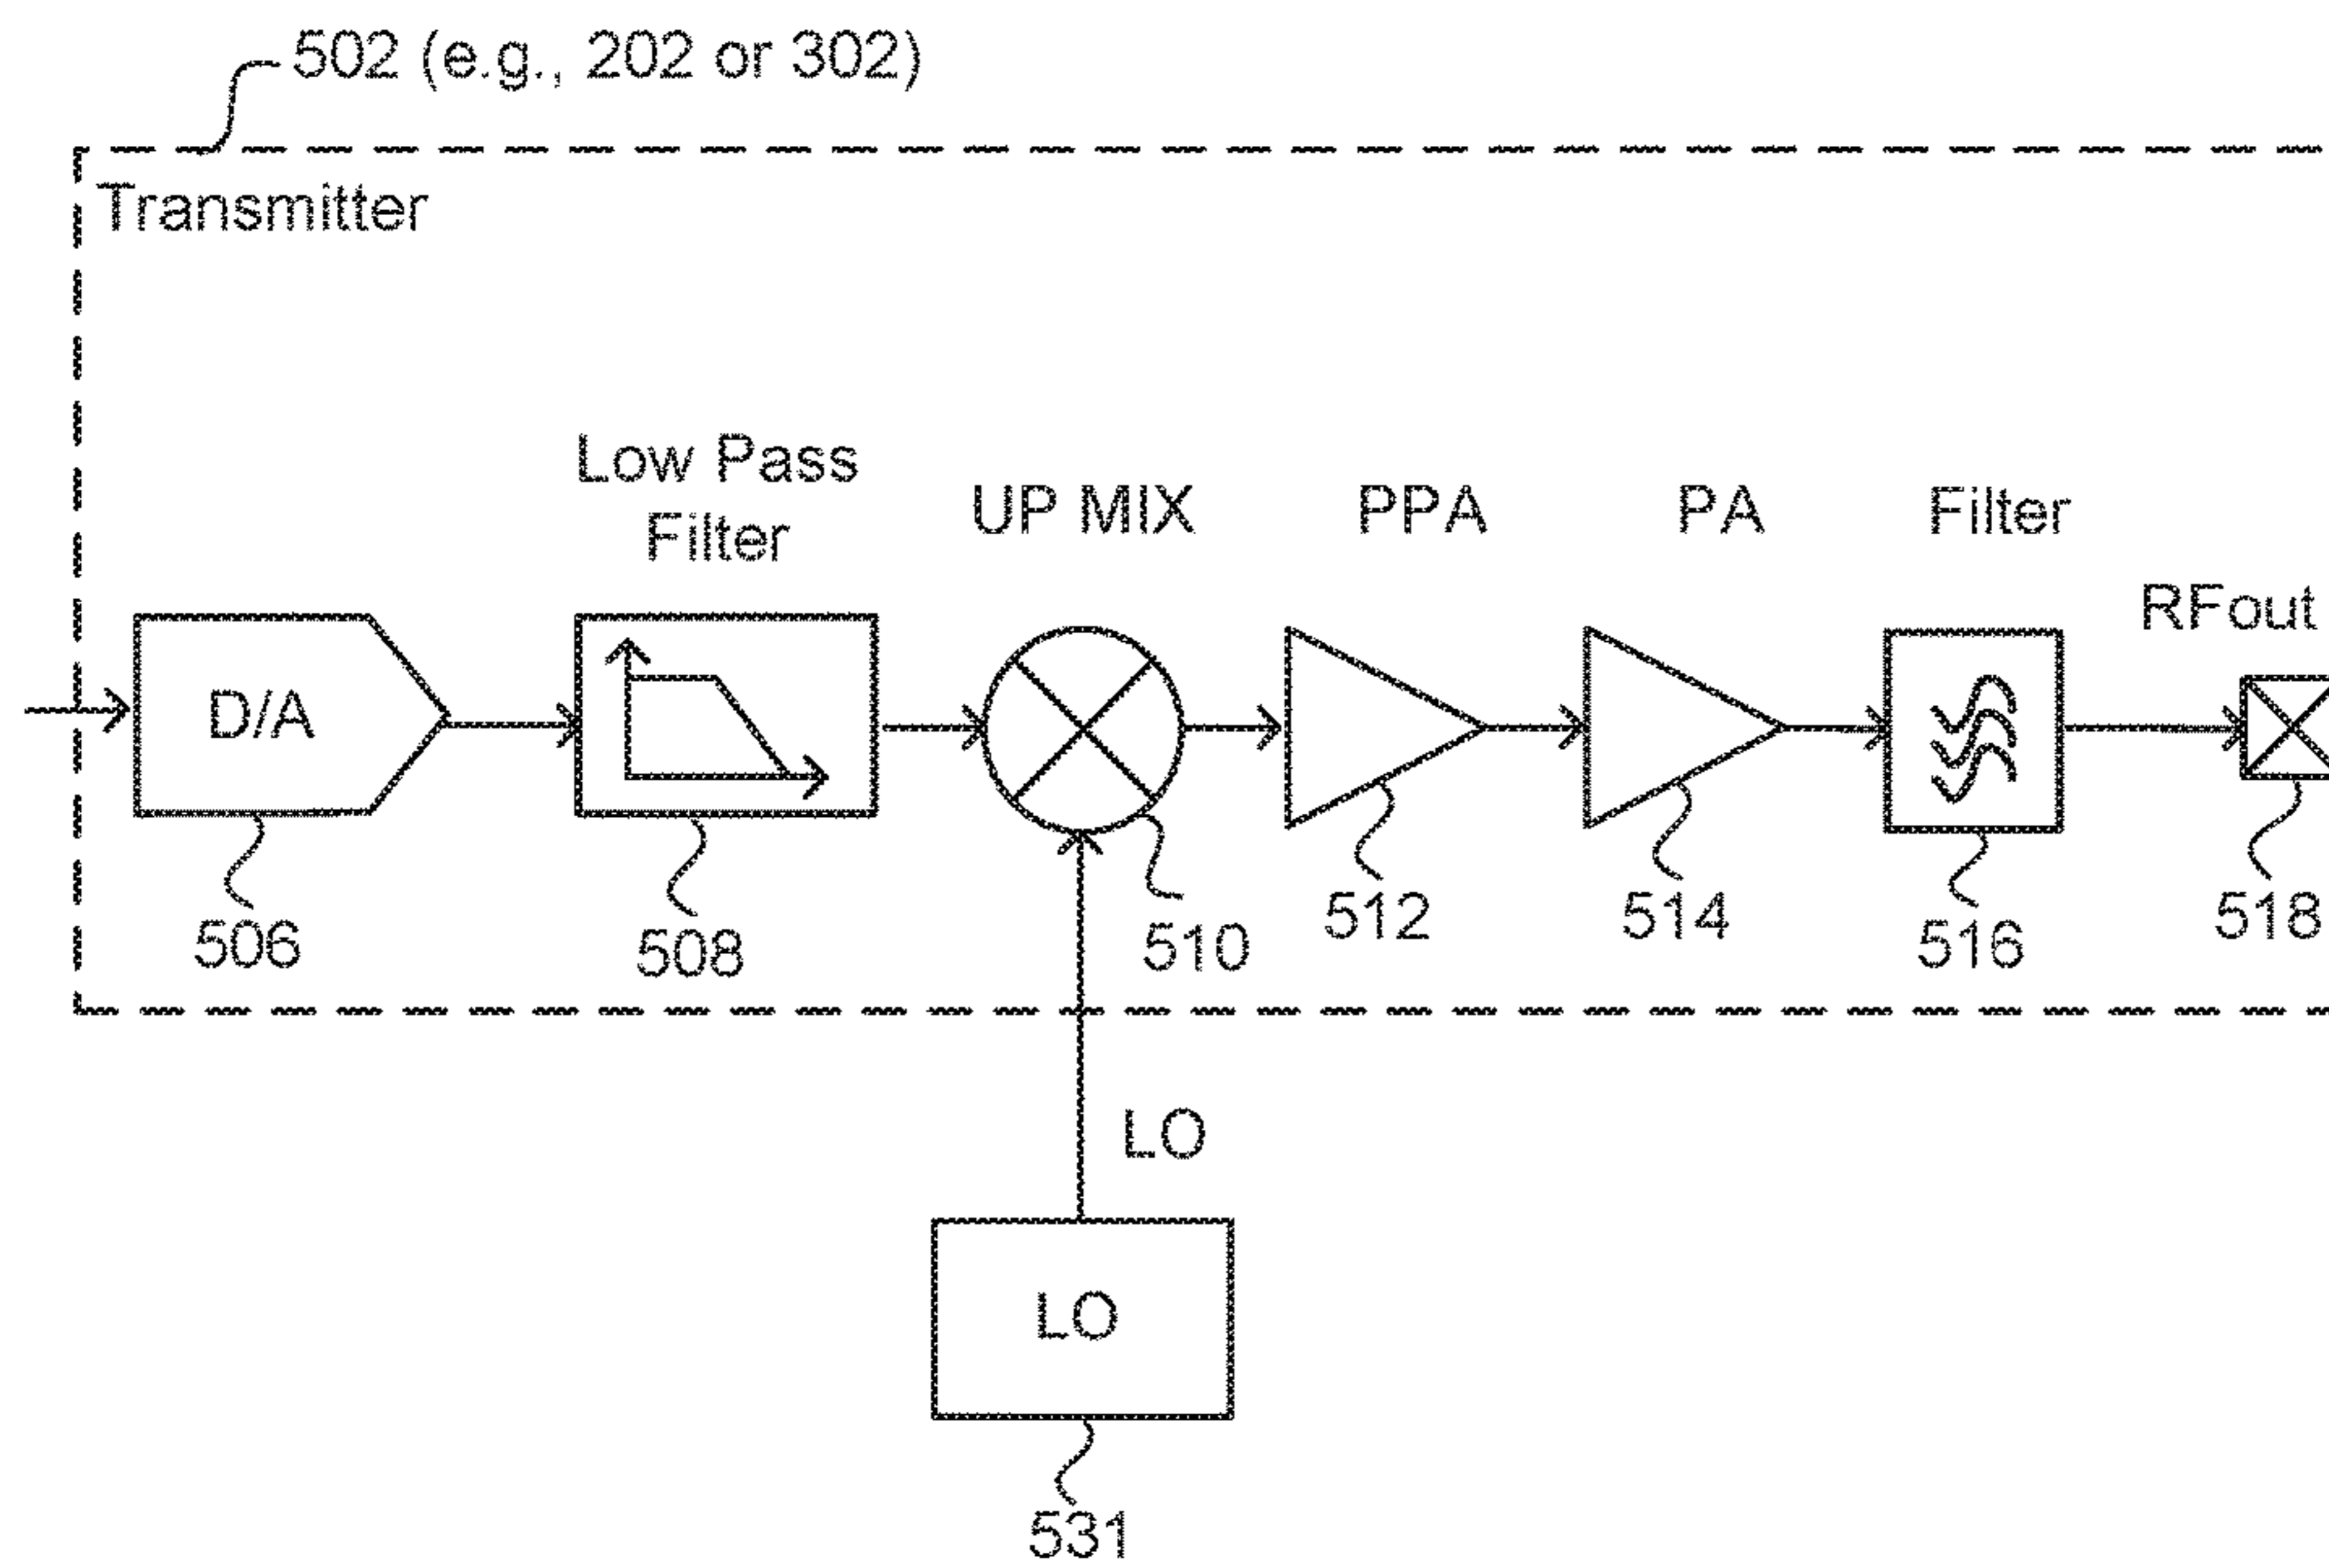 502 (e.g., 202 or 302)
Transmitter
Low Pass
Filter
UP MIX
PPA
PA
Filter
RFout
D/A
506
508
510
512
514
516
518
LO
LO
531